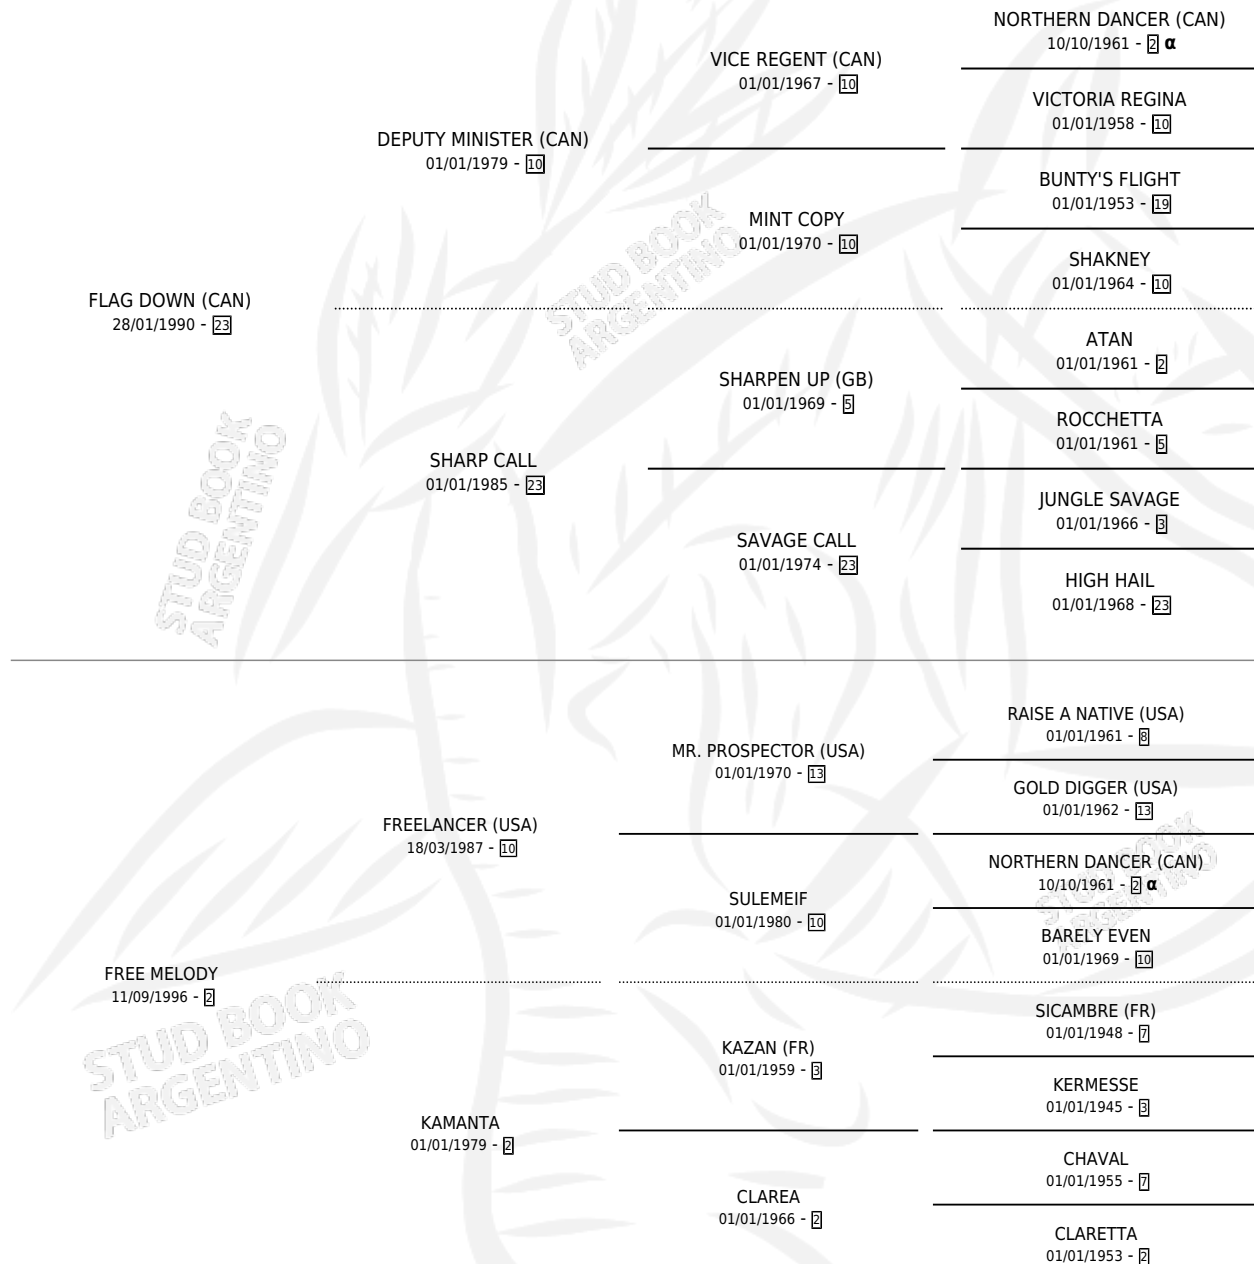 NORTHERN DANCER (CAN)
10/10/1961 - 2 α
VICE REGENT (CAN)
01/01/1967 - 10
VICTORIA REGINA
01/01/1958 - 10
DEPUTY MINISTER (CAN)
01/01/1979 - 10
BUNTY'S FLIGHT
01/01/1953 - 19
MINT COPY
01/01/1970 - 10
SHAKNEY
01/01/1964 - 10
FLAG DOWN (CAN)
28/01/1990 - 23
STUD BOOK
ARGENTINO
ATAN
01/01/1961 - 2
SHARPEN UP (GB)
01/01/1969 - 5
ROCCHETTA
01/01/1961 - 5
SHARP CALL
01/01/1985 - 23
JUNGLE SAVAGE
01/01/1966 - 3
SAVAGE CALL
01/01/1974 - 23
HIGH HAIL
01/01/1968 - 23
STUD BOOK
ARGENTINO
RAISE A NATIVE (USA)
01/01/1961 - 8
MR. PROSPECTOR (USA)
01/01/1970 - 13
GOLD DIGGER (USA)
01/01/1962 - 13
FREELANCER (USA)
18/03/1987 - 10
NORTHERN DANCER (CAN)
10/10/1961 - 2 α
SULEMEIF
01/01/1980 - 10
BARELY EVEN
01/01/1969 - 10
STUD BOOK
ARGENTINO
FREE MELODY
11/09/1996 - 2
SICAMBRE (FR)
01/01/1948 - 7
KAZAN (FR)
01/01/1959 - 3
KERMESSE
01/01/1945 - 3
STUD BOOK
ARGENTINO
KAMANTA
01/01/1979 - 2
CHAVAL
01/01/1955 - 7
CLAREA
01/01/1966 - 2
CLARETTA
01/01/1953 - 2